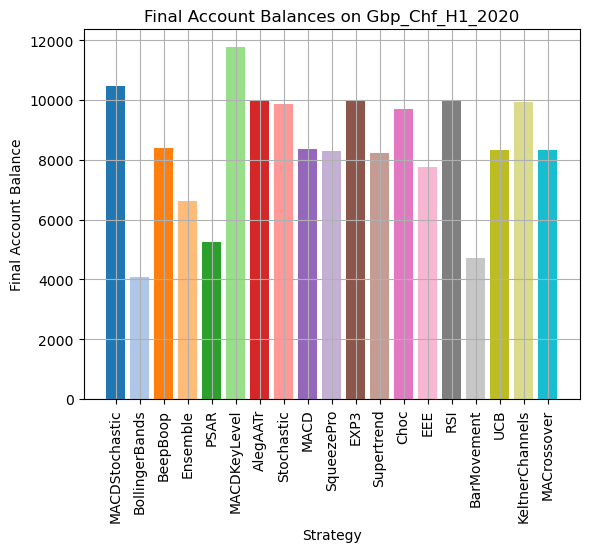 Final Account Balances on Gbp_Chf_H1_2020
Final Account Balance
12000
10000
8000
6000
4000
2000
0
MACDStochastic
BollingerBands
BeepBoop
Ensemble
PSAR
MACDKeyLevel
AlegAATr
Stochastic
MACD
SqueezePro
EXP3
Supertrend
Choc
EEE
RSI
BarMovement
UCB
KeltnerChannels
MACrossover
Strategy